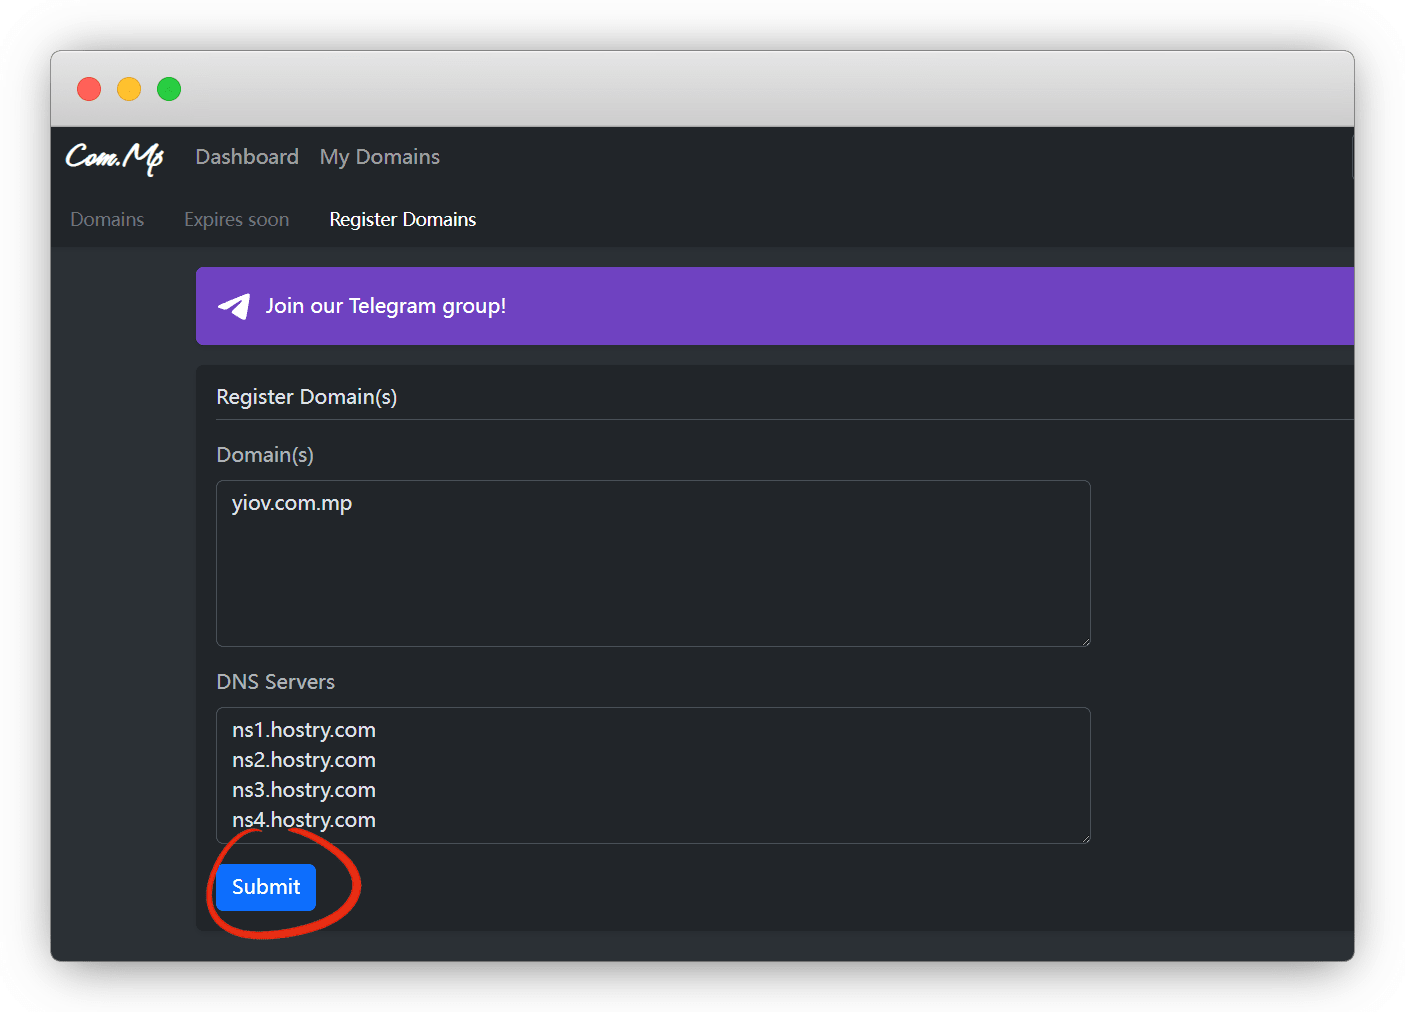 Com.Mp Dashboard My Domains
Domains Expires soon Register Domains
Join our Telegram group!
Register Domain(s)
Domain(s)
yiov.com.mp
DNS Servers
ns1.hostry.com
ns2.hostry.com
ns3.hostry.com
ns4.hostry.com
Submit